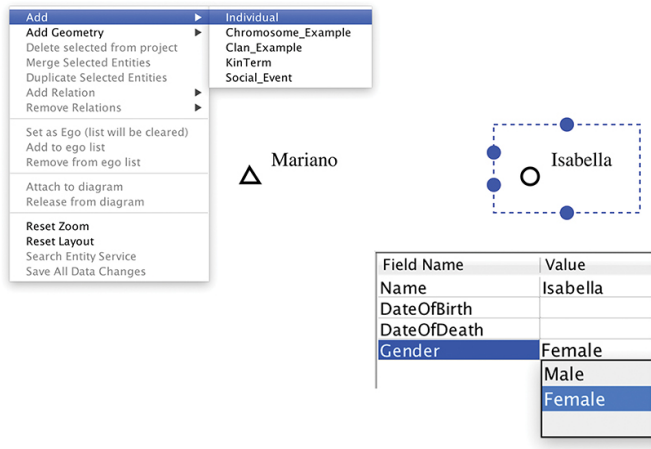 Add
Add Geometry
Delete selected from project
Merge Selected Entities
Duplicate Selected Entities
Add Relation
Remove Relations
Set as Ego (list will be cleared)
Add to ego list
Remove from ego list
Attach to diagram
Release from diagram
Reset Zoom
Reset Layout
Search Entity Service
Save All Data Changes
Individual
Chromosome_Example
Clan_Example
KinTerm
Social_Event
Mariano
Isabella
Field Name Value
Name Isabella
DateOfBirth
DateOfDeath
Gender Female
Male
Female